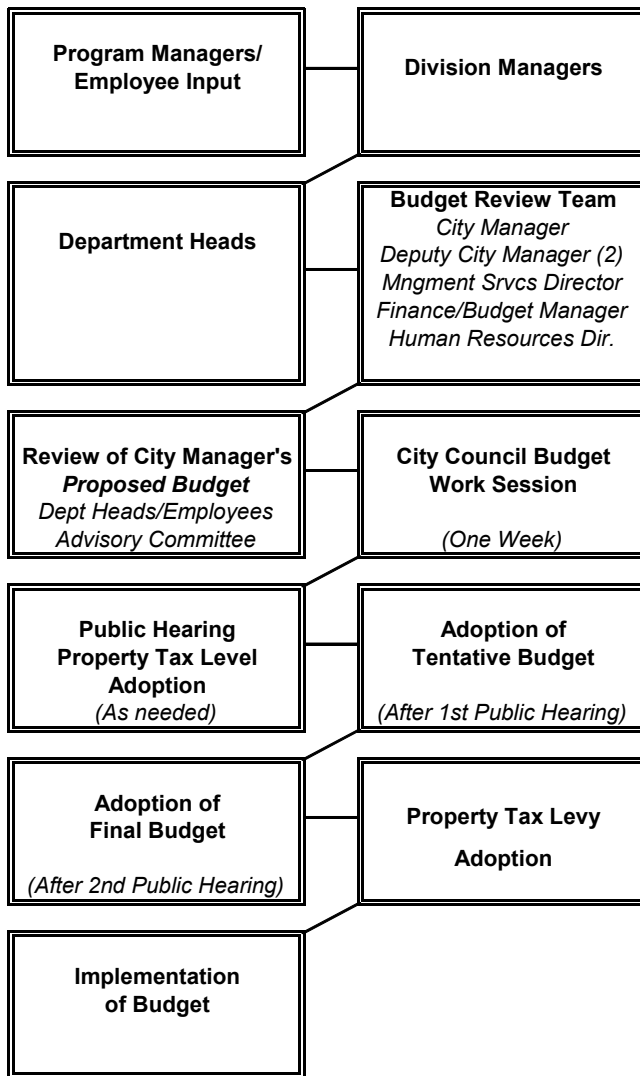 Program Managers/
Employee Input
Division Managers
Department Heads
Budget Review Team
City Manager
Deputy City Manager (2)
Mngment Srvcs Director
Finance/Budget Manager
Human Resources Dir.
Review of City Manager's
Proposed Budget
Dept Heads/Employees
Advisory Committee
City Council Budget
Work Session
(One Week)
Public Hearing
Property Tax Level
Adoption
(As needed)
Adoption of
Tentative Budget
(After 1st Public Hearing)
Adoption of
Final Budget
(After 2nd Public Hearing)
Property Tax Levy
Adoption
Implementation
of Budget